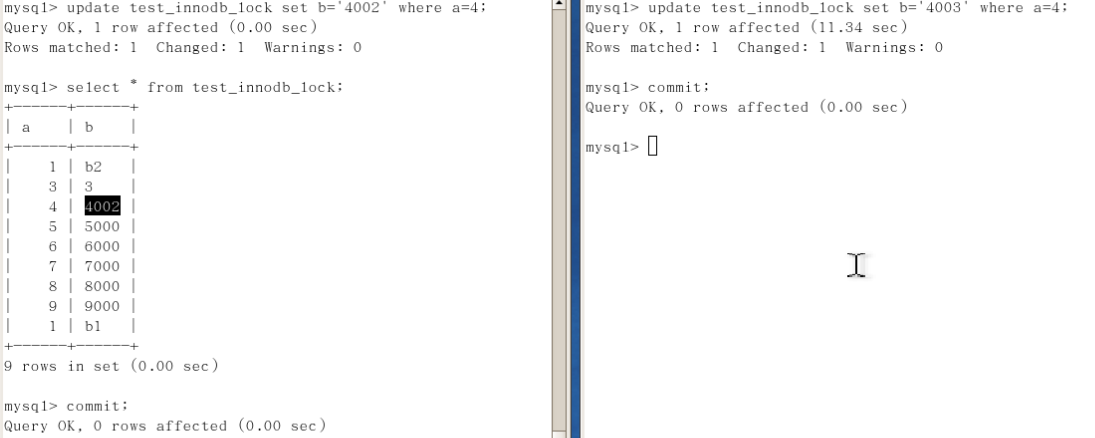 mysql> update test_innodb_lock set b='4002' where a=4;
Query OK, 1 row affected (0.00 sec)
Rows matched: 1  Changed: 1  Warnings: 0
mysql> select * from test_innodb_lock;
+------+------+
| a    | b    |
+------+------+
|    1 | b2   |
|    3 | 3    |
|    4 | 4002 |
|    5 | 5000 |
|    6 | 6000 |
|    7 | 7000 |
|    8 | 8000 |
|    9 | 9000 |
|    1 | b1   |
+------+------+
9 rows in set (0.00 sec)
mysql> commit;
Query OK, 0 rows affected (0.00 sec)
mysql> update test_innodb_lock set b='4003' where a=4;
Query OK, 1 row affected (11.34 sec)
Rows matched: 1  Changed: 1  Warnings: 0
mysql> commit;
Query OK, 0 rows affected (0.00 sec)
mysql>